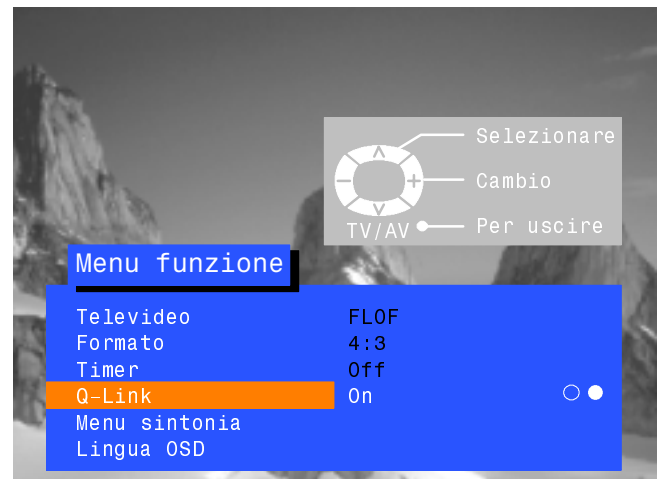 Selezionare
Cambio
TV/AV Per uscire
Menu funzione
Televideo FLOF
Formato 4:3
Timer Off
Q-Link On
Menu sintonia
Lingua OSD